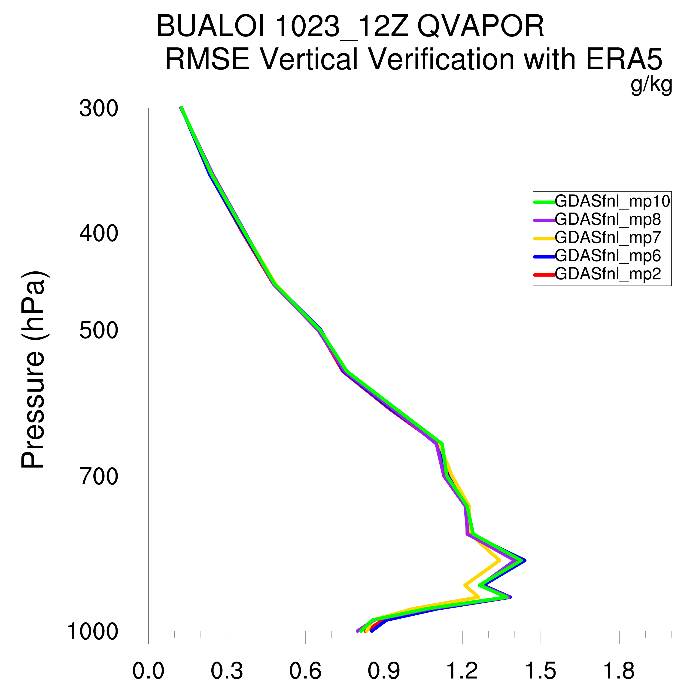 BUALOI 1023_12Z QVAPOR
RMSE Vertical Verification with ERA5
g/kg
300
400
500
700
1000
Pressure (hPa)
GDASfnl_mp10
GDASfnl_mp8
GDASfnl_mp7
GDASfnl_mp6
GDASfnl_mp2
0.0 0.3 0.6 0.9 1.2 1.5 1.8